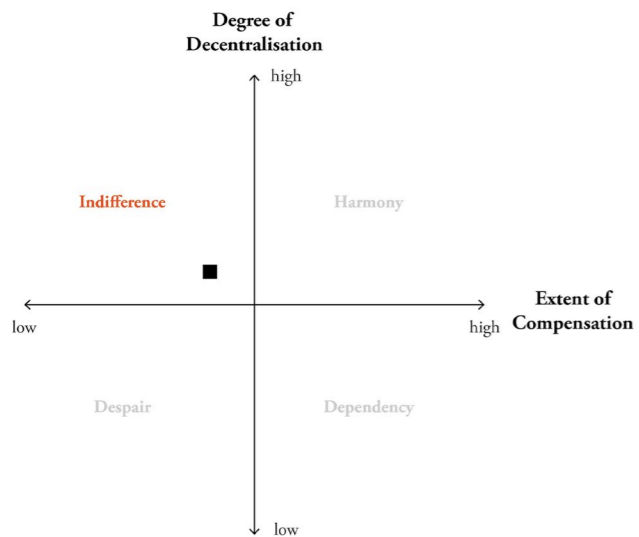 Degree of
Decentralisation
high
Indifference
Harmony
low
high
Extent of
Compensation
Despair
Dependency
low